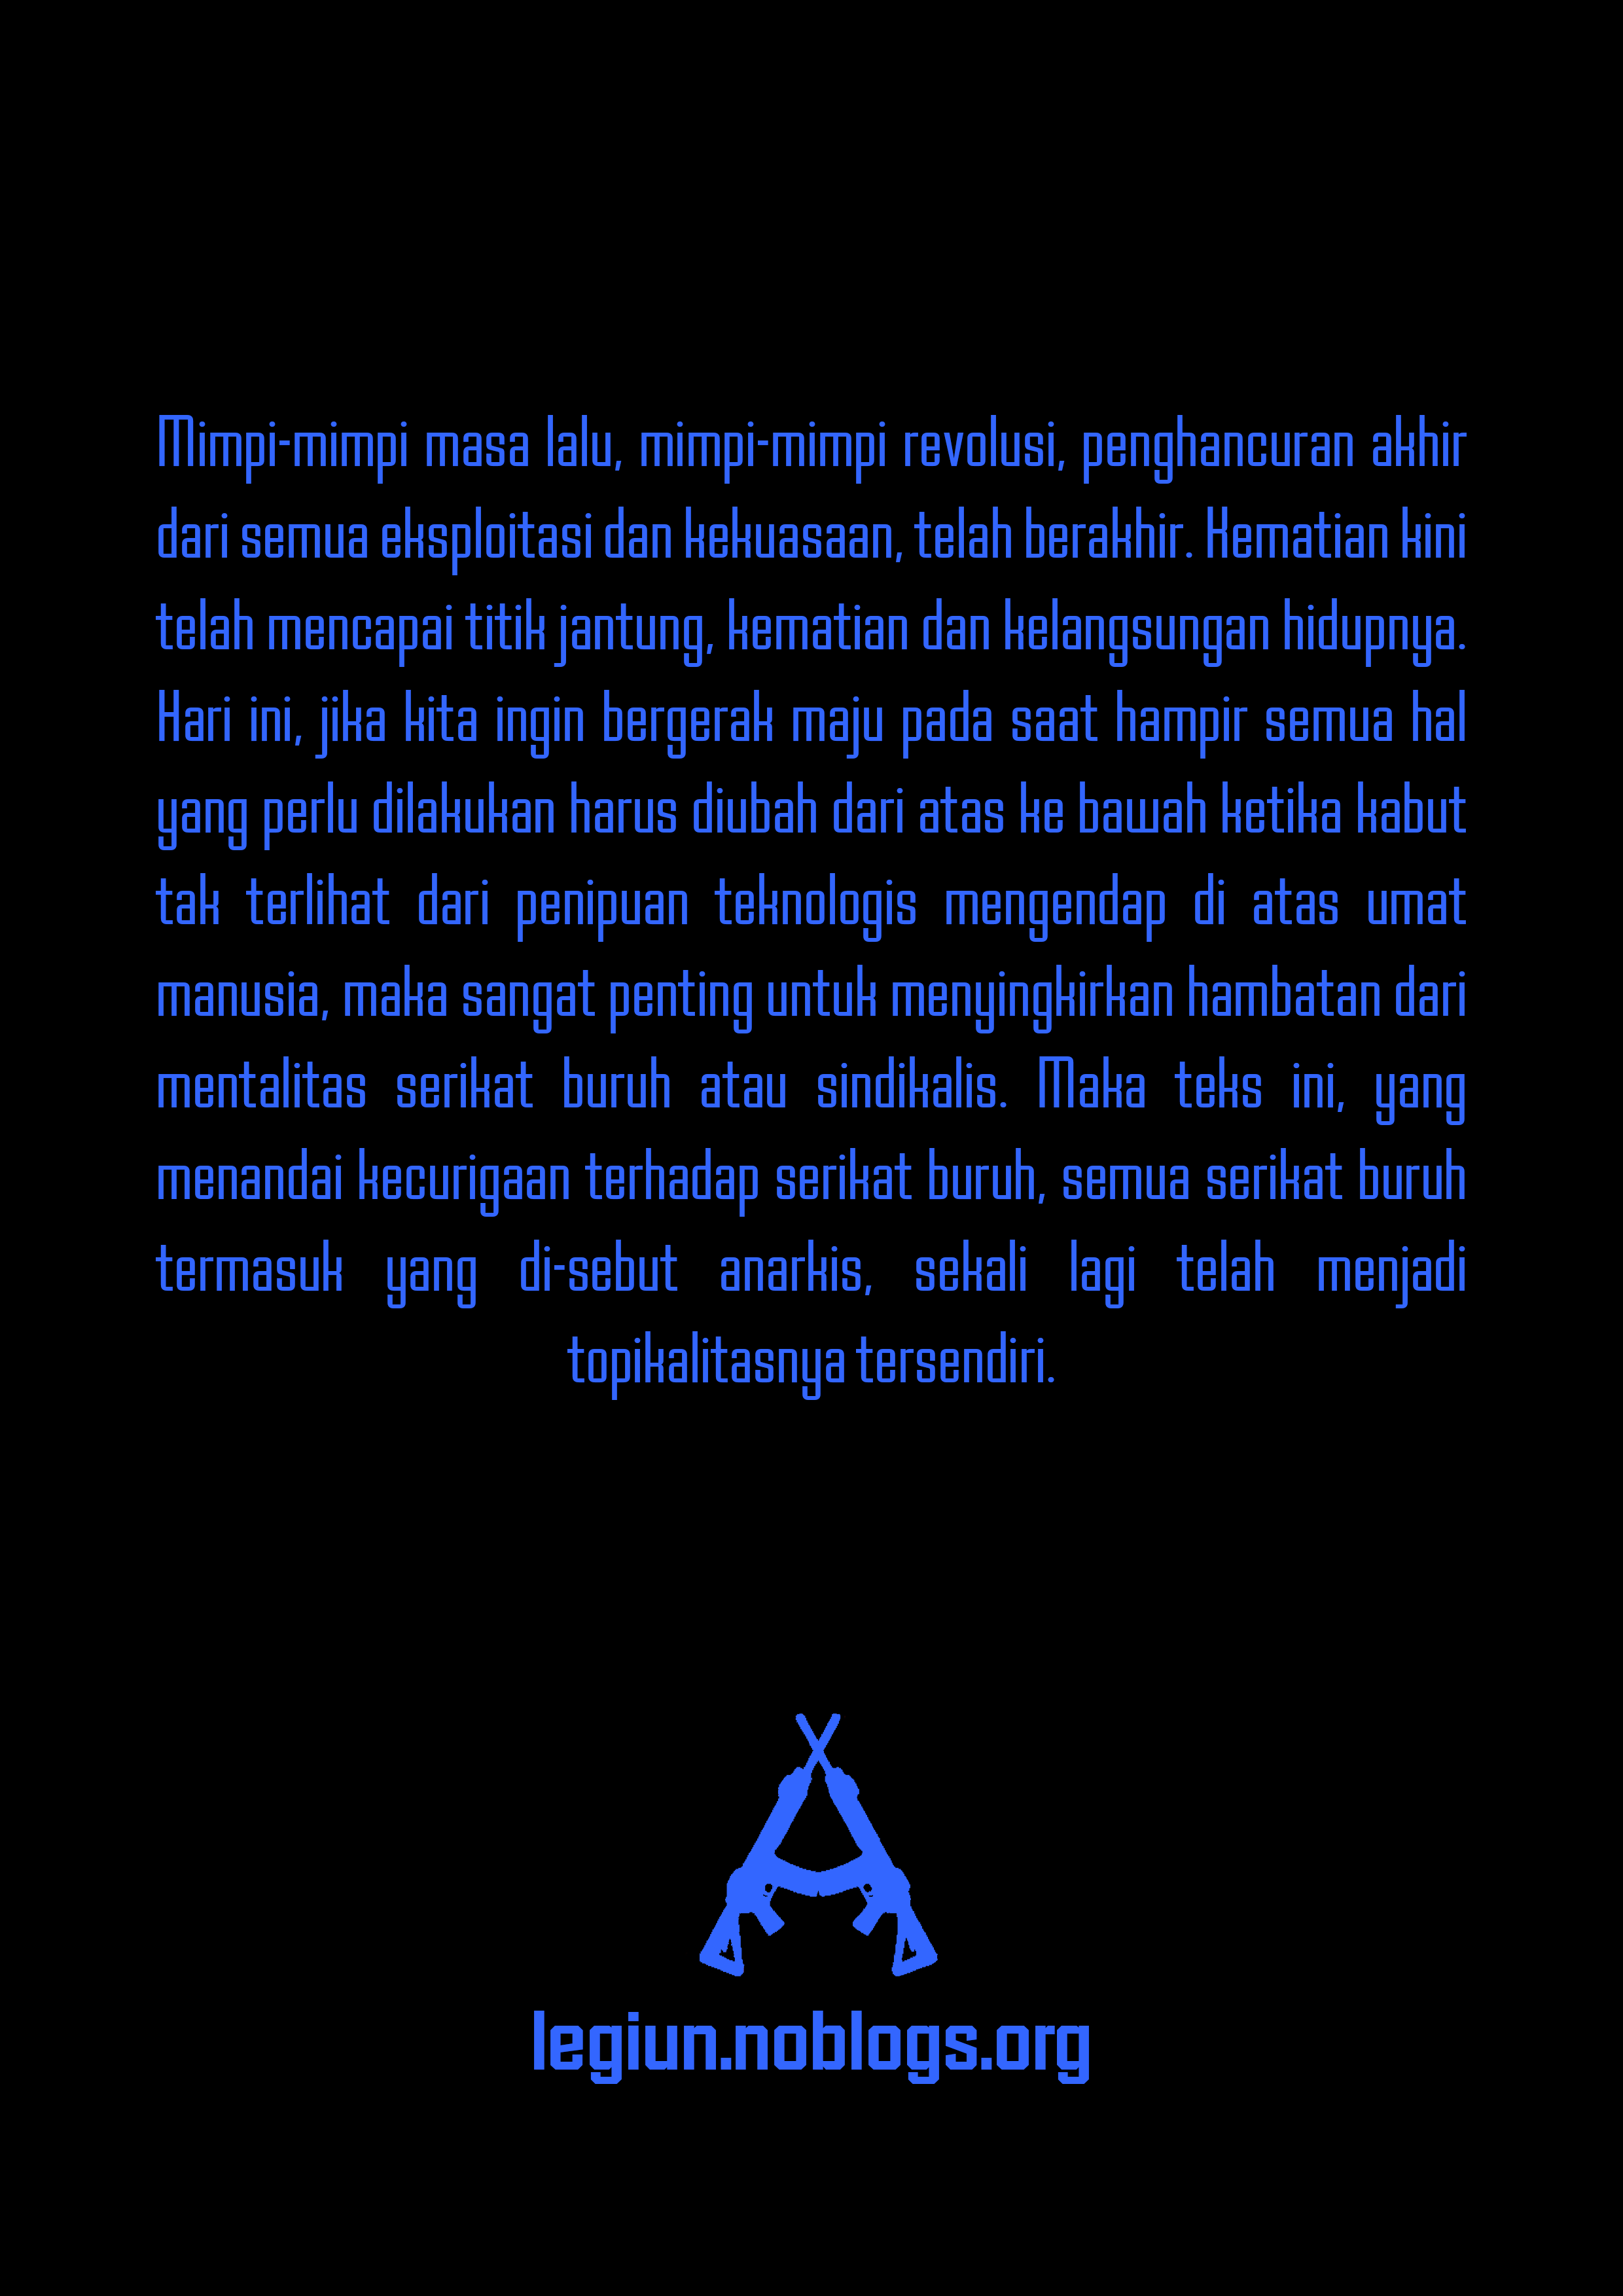 Mimpi-mimpi masa lalu, mimpi-mimpi revolusi, penghancuran akhir
dari semua eksploitasi dan kekuasaan, telah berakhir. Kematian kini
telah mencapai titik jantung, kematian dan kelangsungan hidupnya.
Hari ini, jika kita ingin bergerak maju pada saat hampir semua hal
yang perlu dilakukan harus diubah dari atas ke bawah ketika kabut
tak terlihat dari penipuan teknologis mengendap di atas umat
manusia, maka sangat penting untuk menyingkirkan hambatan dari
mentalitas serikat buruh atau sindikalis. Maka teks ini, yang
menandai kecurigaan terhadap serikat buruh, semua serikat buruh
termasuk yang di-sebut anarkis, sekali lagi telah menjadi
topikalitasnya tersendiri.
legiun.noblogs.org